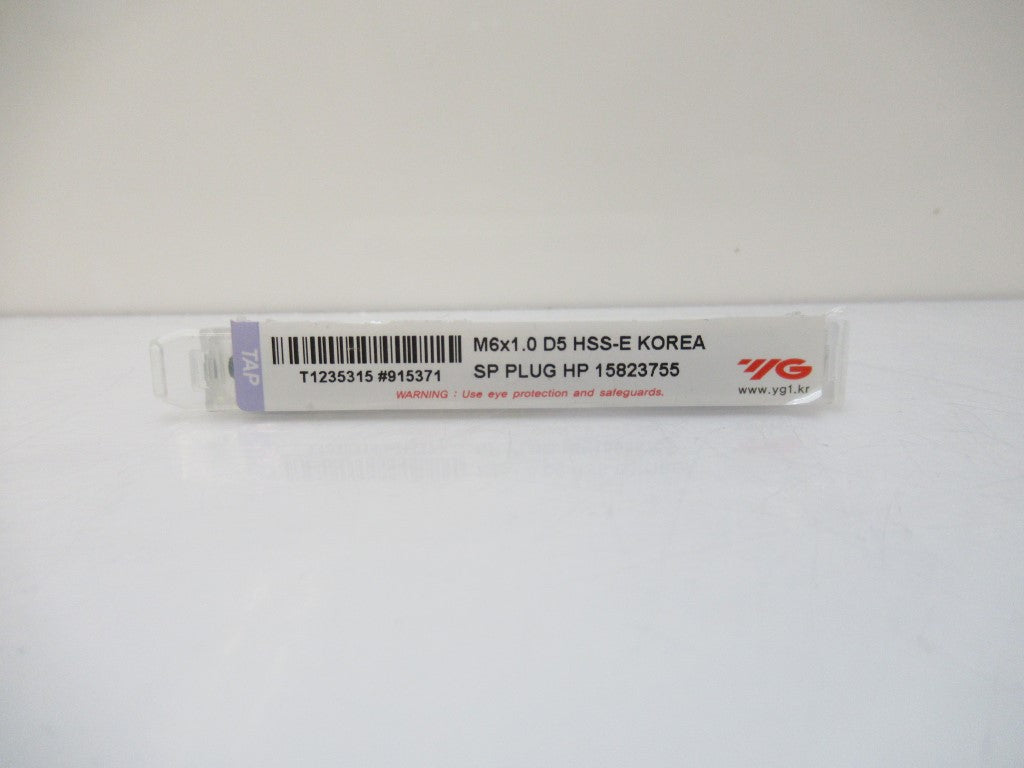 TAP
T1235315 #915371
M6x1.0 D5 HSS-E KOREA
SP PLUG HP 15823755
WARNING : Use eye protection and safeguards.
YG
www.yg1.kr